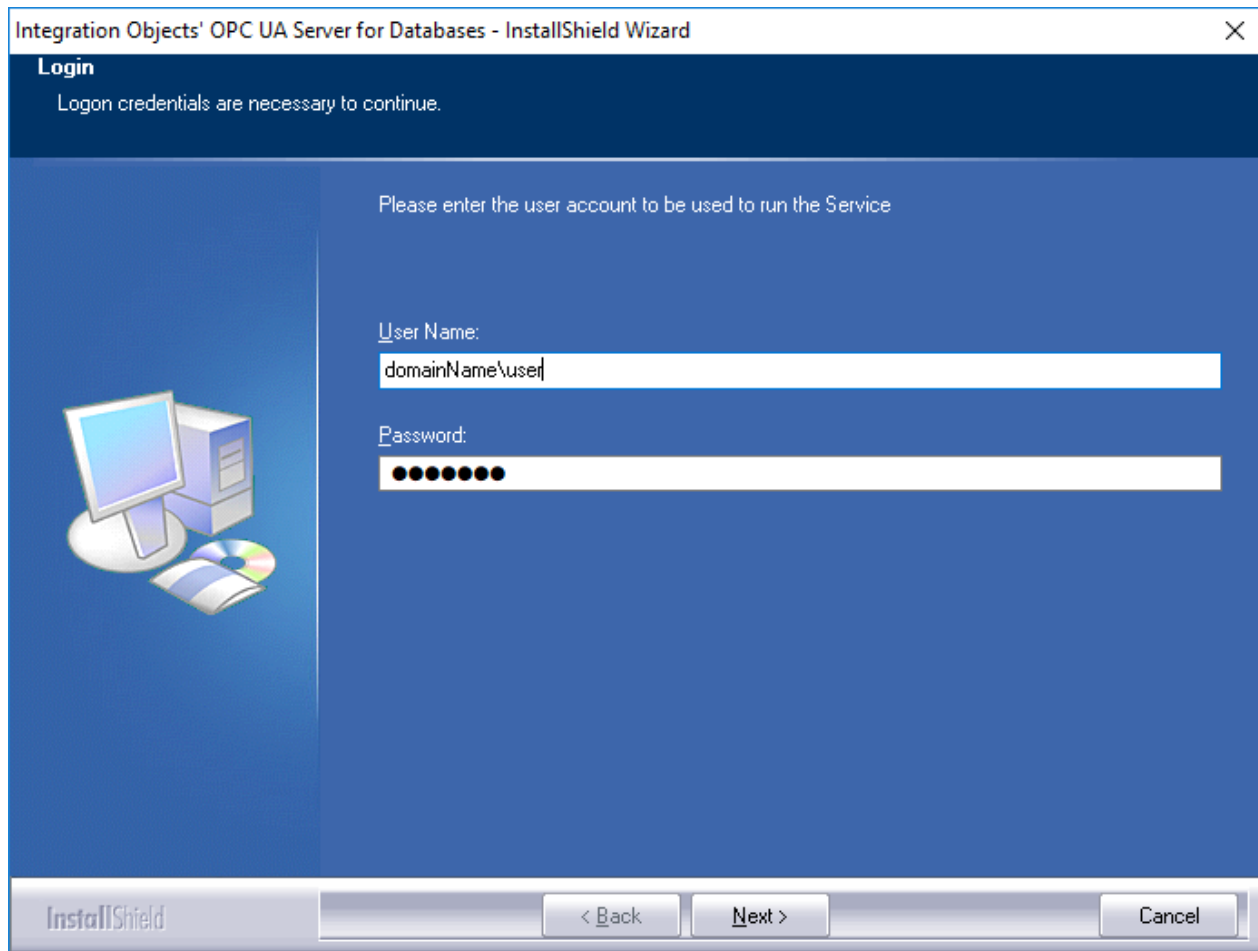 Integration Objects' OPC UA Server for Databases - InstallShield Wizard
Login
Logon credentials are necessary to continue.
Please enter the user account to be used to run the Service
User Name:
domainName\user
Password:
●●●●●●●
InstallShield
< Back
Next >
Cancel